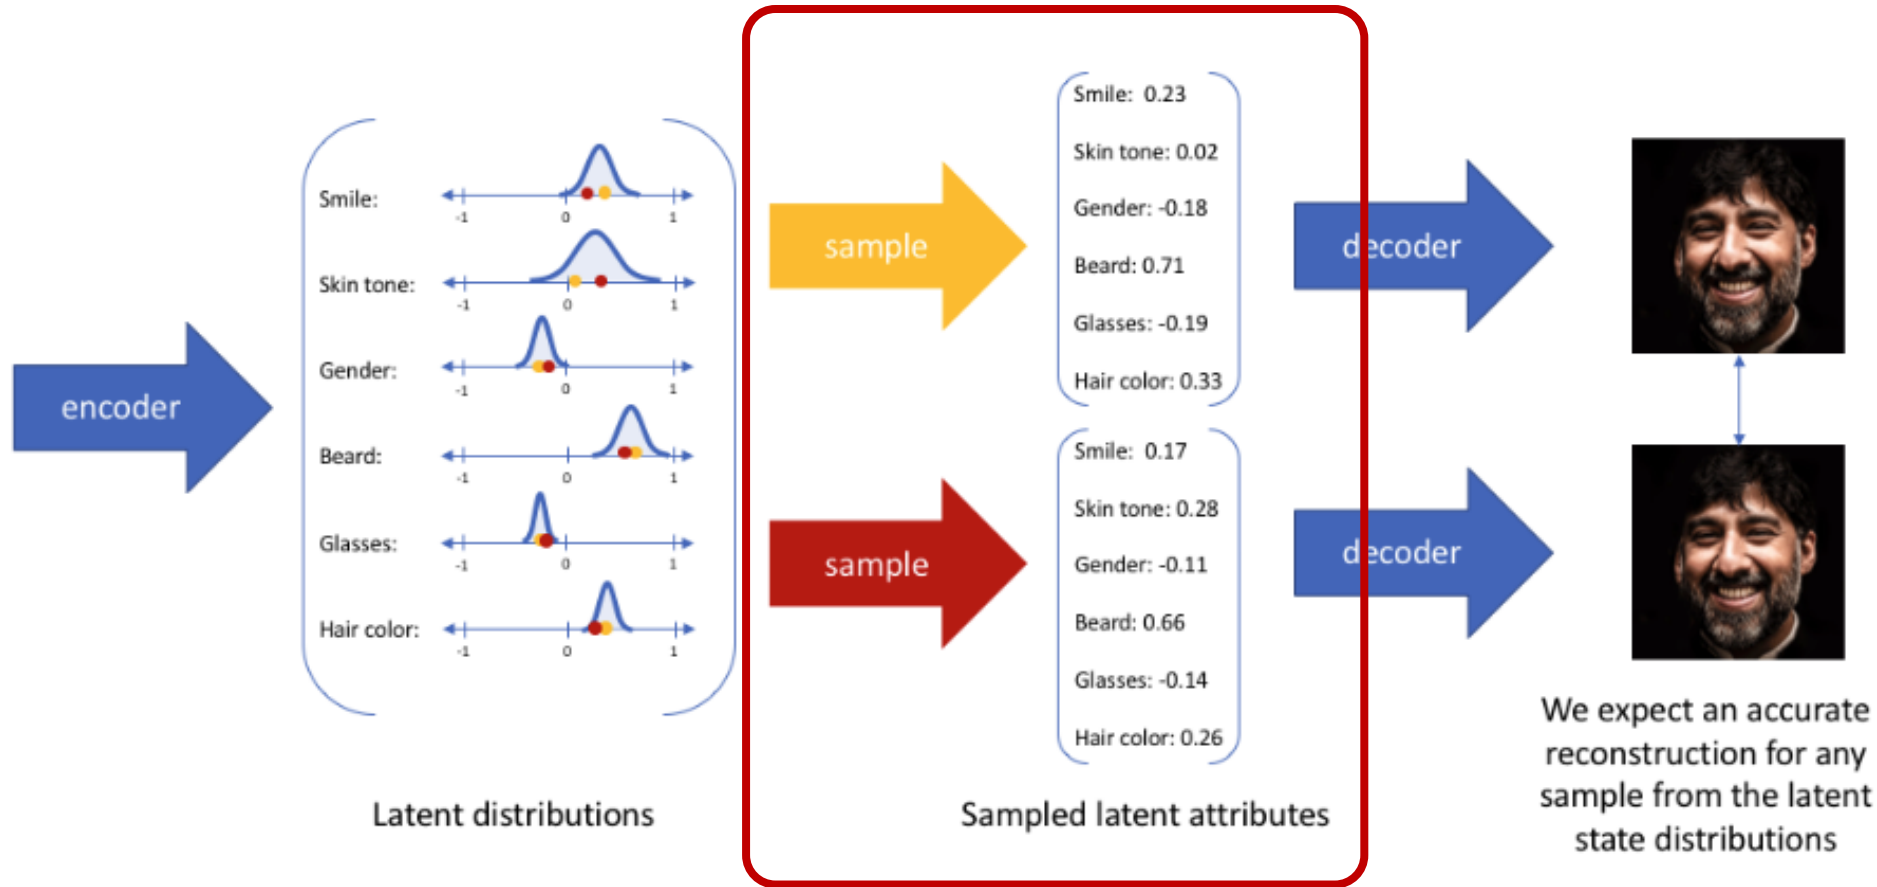 encoder
Smile:
-1 0 1
Skin tone:
-1 0 1
Gender:
-1 0 1
Beard:
-1 0 1
Glasses:
-1 0 1
Hair color:
-1 0 1
Latent distributions
sample
Smile: 0.23
Skin tone: 0.02
Gender: -0.18
Beard: 0.71
Glasses: -0.19
Hair color: 0.33
decoder
sample
Smile: 0.17
Skin tone: 0.28
Gender: -0.11
Beard: 0.66
Glasses: -0.14
Hair color: 0.26
decoder
Sampled latent attributes
We expect an accurate
reconstruction for any
sample from the latent
state distributions